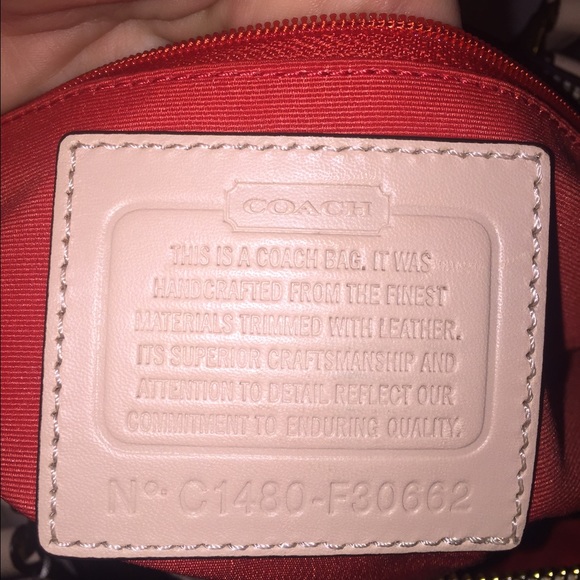 COACH
THIS IS A COACH BAG. IT WAS
HANDCRAFTED FROM THE FINEST
MATERIALS TRIMMED WITH LEATHER.
ITS SUPERIOR CRAFTSMANSHIP AND
ATTENTION TO DETAIL REFLECT OUR
COMMITMENT TO ENDURING QUALITY.
Nº. C1480-F30662